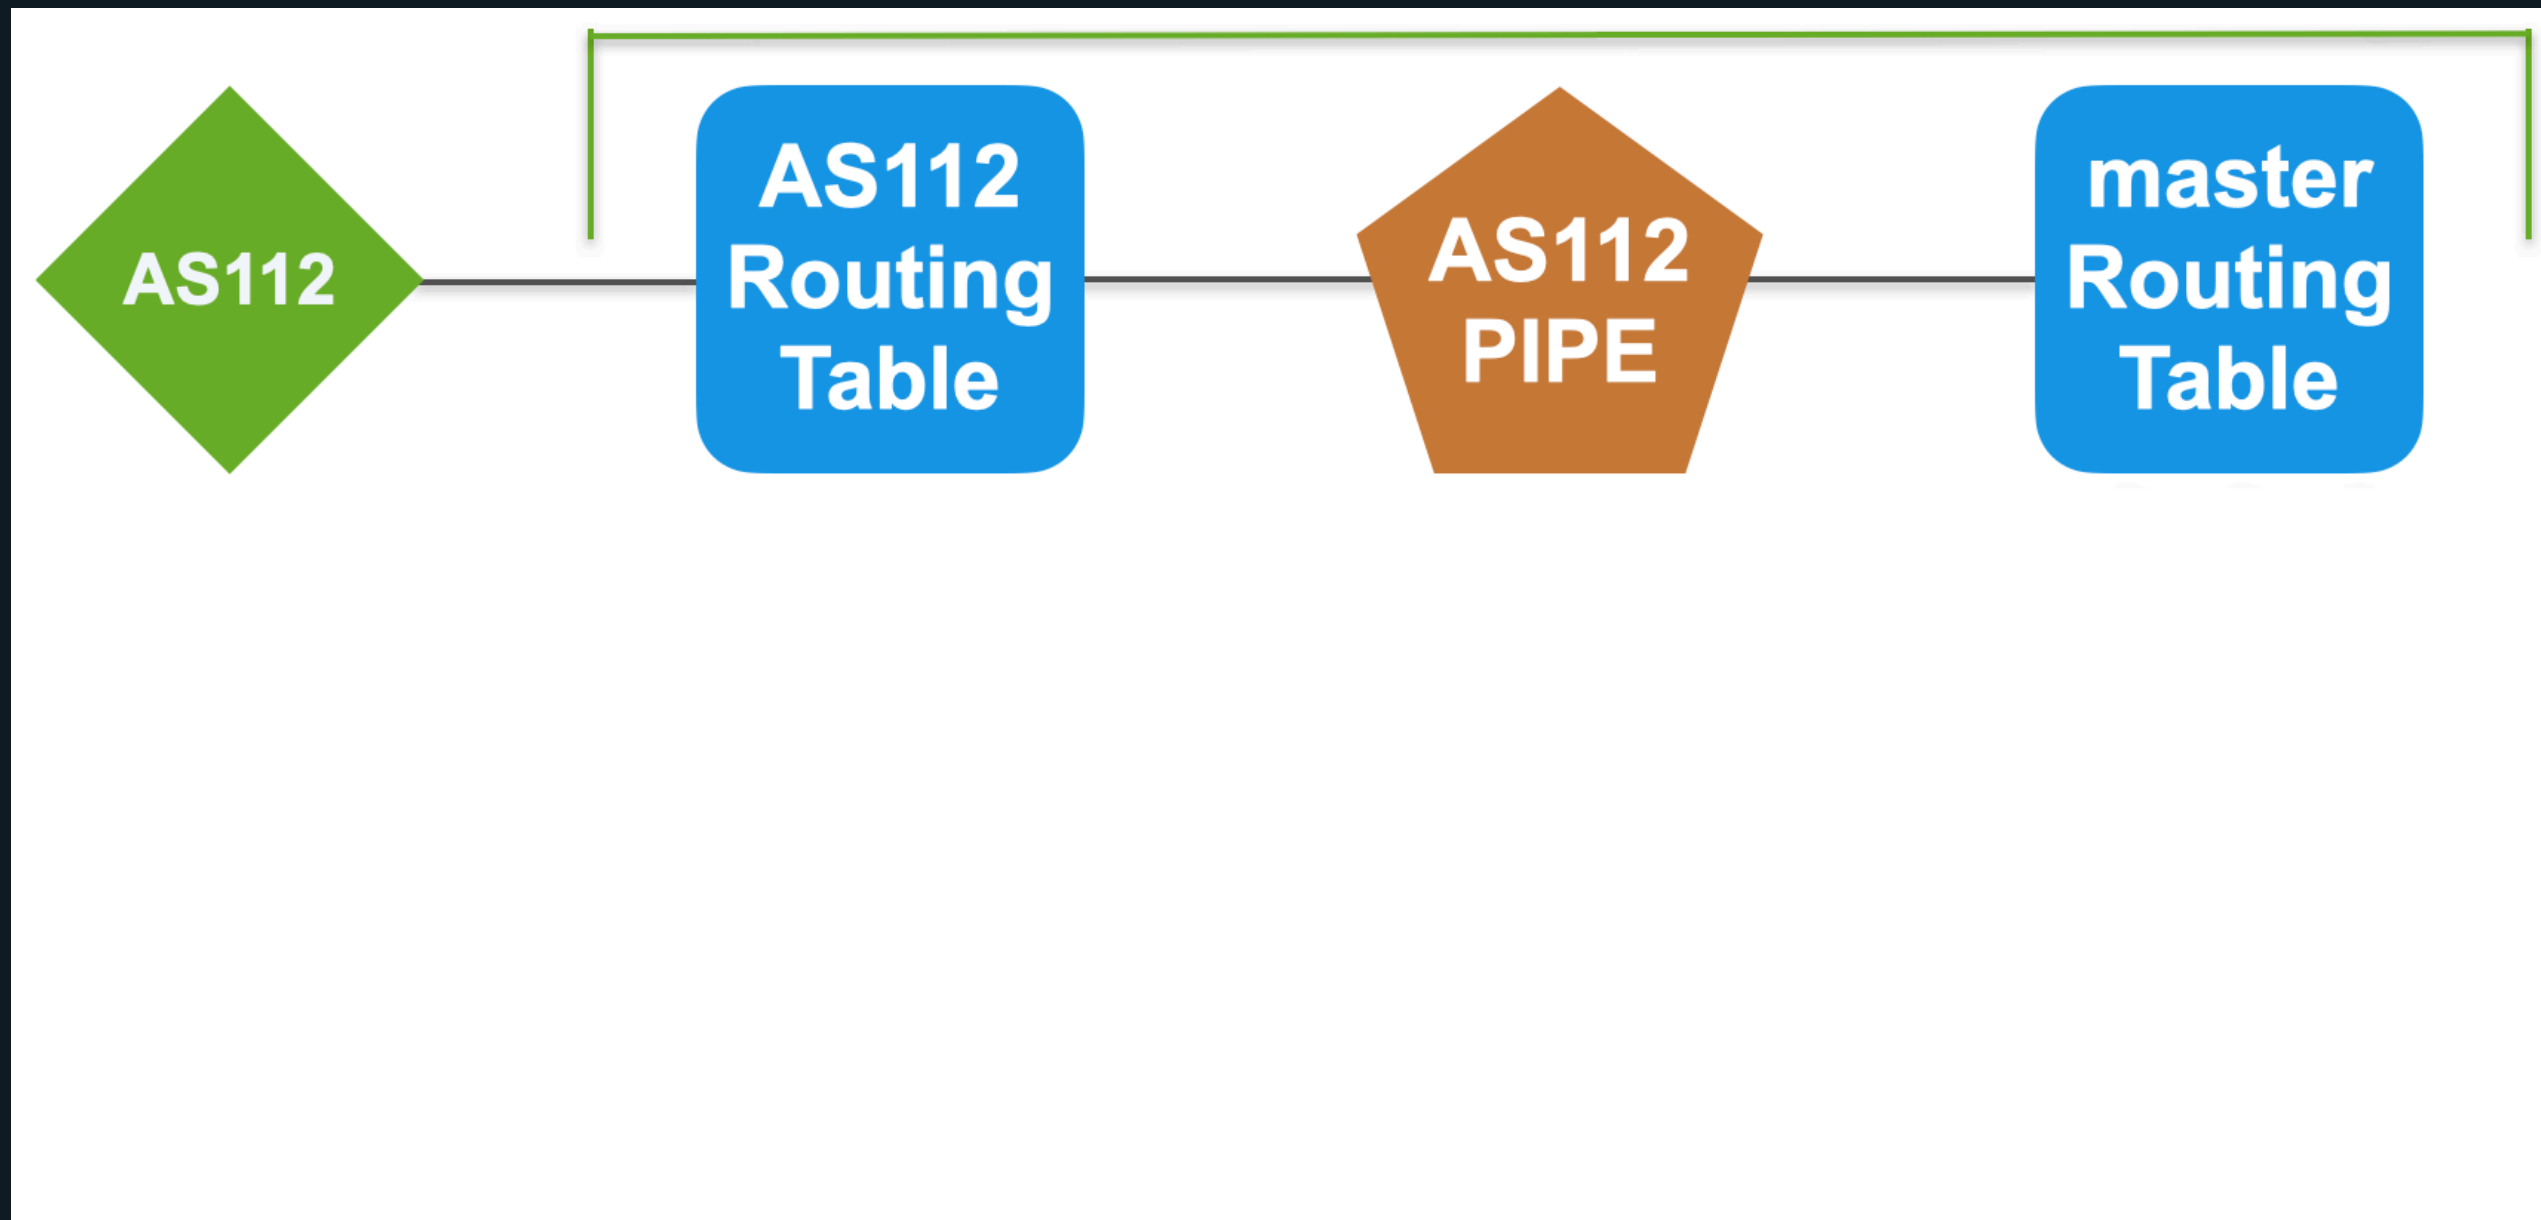 AS112
AS112
Routing
Table
AS112
PIPE
master
Routing
Table